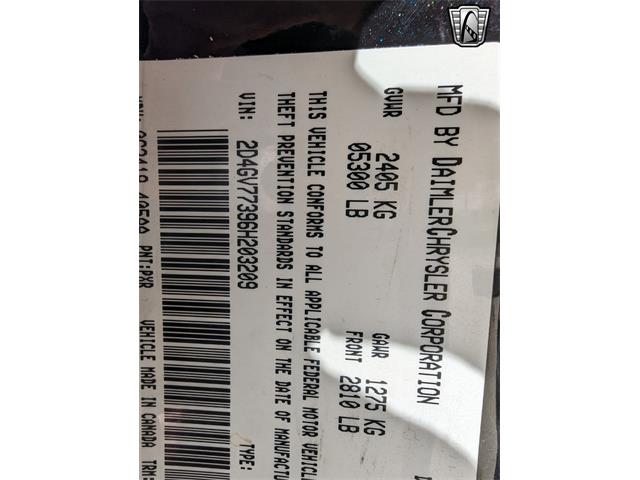 MFD BY DAIMLERCHRYSLER CORPORATION
GVWR 2405 KG GAWR 1275 KG
05300 LB FRONT 2810 LB
THIS VEHICLE CONFORMS TO ALL APPLICABLE FEDERAL MOTOR VEHICL
THEFT PREVENTION STANDARDS IN EFFECT ON THE DATE OF MANUFACTU
VIN: 2D4GV77396H203209 TYPE:
PNT:PXR VEHICLE MADE IN CANADA TRM: